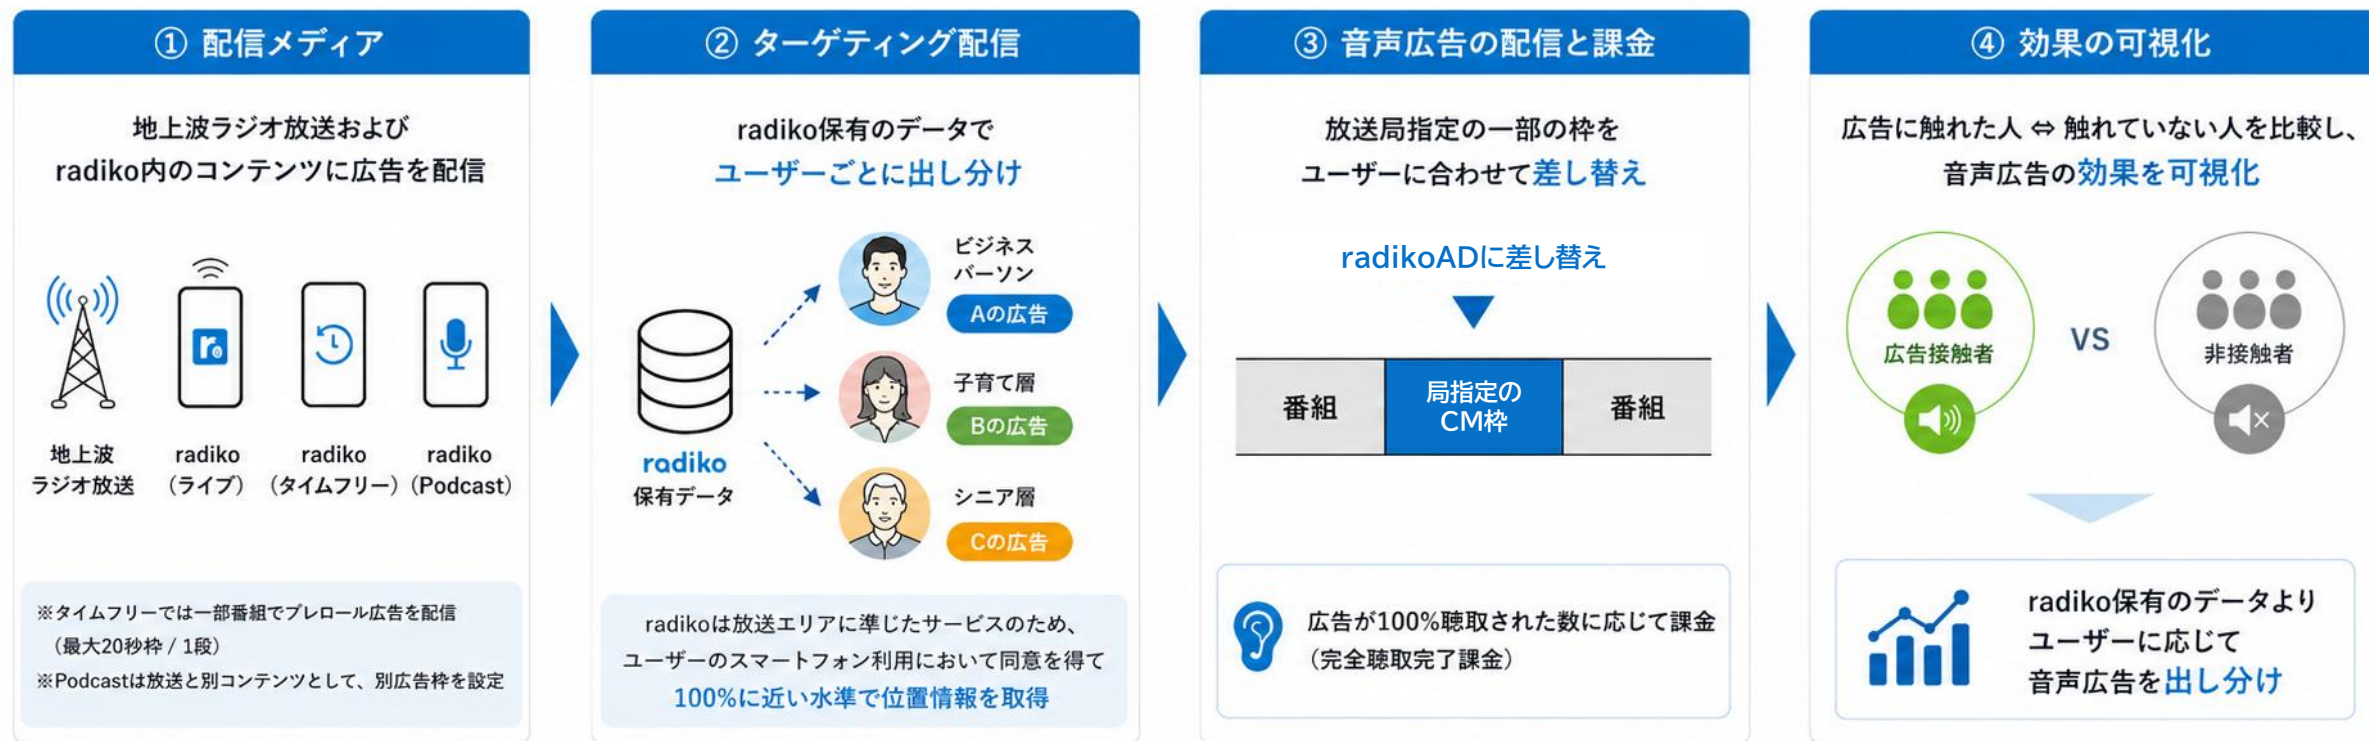 ① 配信メディア
地上波ラジオ放送および
radiko内のコンテンツに広告を配信
地上波
ラジオ放送
radiko
（ライブ）
radiko
（タイムフリー）
radiko
（Podcast）
※タイムフリーでは一部番組でプレロール広告を配信
（最大20秒枠 / 1段）
※Podcastは放送と別コンテンツとして、別広告枠を設定
② ターゲティング配信
radiko保有のデータで
ユーザーごとに出し分け
radiko
保有データ
ビジネス
バーソン
Aの広告
子育て層
Bの広告
シニア層
Cの広告
radikoは放送エリアに準じたサービスのため、
ユーザーのスマートフォン利用において同意を得て
100%に近い水準で位置情報を取得
③ 音声広告の配信と課金
放送局指定の一部の枠を
ユーザーに合わせて差し替え
radikoADに差し替え
番組
局指定の
CM枠
番組
広告が100%聴取された数に応じて課金
（完全聴取完了課金）
④ 効果の可視化
広告に触れた人 ⇔ 触れていない人を比較し、
音声広告の効果を可視化
広告接触者
VS
非接触者
radiko保有のデータより
ユーザーに応じて
音声広告を出し分け